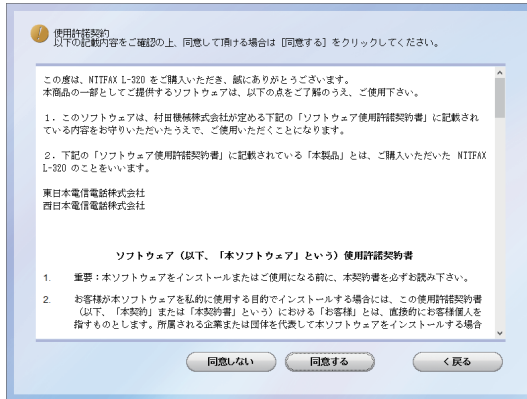 使用許諾契約
以下の記載内容をご確認の上、同意して頂ける場合は [同意する] をクリックしてください。
この度は、NTTFAX L-320 をご購入いただき、誠にありがとうございます。
本商品の一部としてご提供するソフトウェアは、以下の点をご了解のうえ、ご使用下さい。
1．このソフトウェアは、村田機械株式会社が定める下記の「ソフトウェア使用許諾契約書」に記載され
ている内容をお守りいただいたうえで、ご使用いただくことになります。
2．下記の「ソフトウェア使用許諾契約書」に記載されている「本製品」とは、ご購入いただいた NTTFAX
L-320 のことをいいます。
東日本電信電話株式会社
西日本電信電話株式会社
ソフトウェア（以下、「本ソフトウェア」という）使用許諾契約書
1. 重要：本ソフトウェアをインストールまたはご使用になる前に、本契約書を必ずお読み下さい。
2. お客様が本ソフトウェアを私的に使用する目的でインストールする場合には、この使用許諾契約書
（以下、「本契約」または「本契約書」という）における「お客様」とは、直接的にお客様個人を
指すものとします。所属される企業または団体を代表して本ソフトウェアをインストールする場合
同意しない 同意する < 戻る